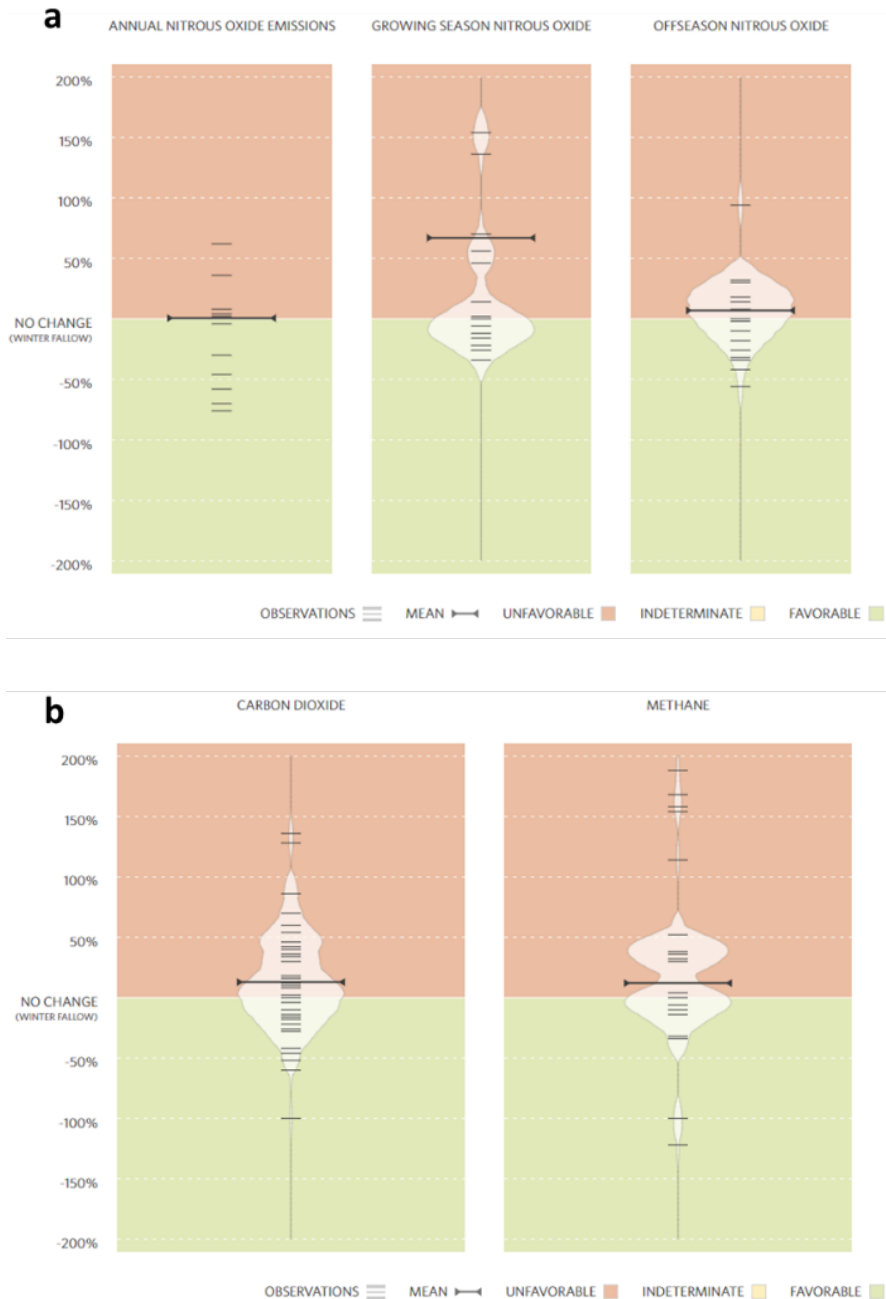 a
ANNUAL NITROUS OXIDE EMISSIONS GROWING SEASON NITROUS OXIDE OFFSEASON NITROUS OXIDE
200%
150%
100%
50%
NO CHANGE
(WINTER FALLOW)
-50%
-100%
-150%
-200%
OBSERVATIONS MEAN UNFAVORABLE INDETERMINATE FAVORABLE
b
CARBON DIOXIDE METHANE
200%
150%
100%
50%
NO CHANGE
(WINTER FALLOW)
-50%
-100%
-150%
-200%
OBSERVATIONS MEAN UNFAVORABLE INDETERMINATE FAVORABLE